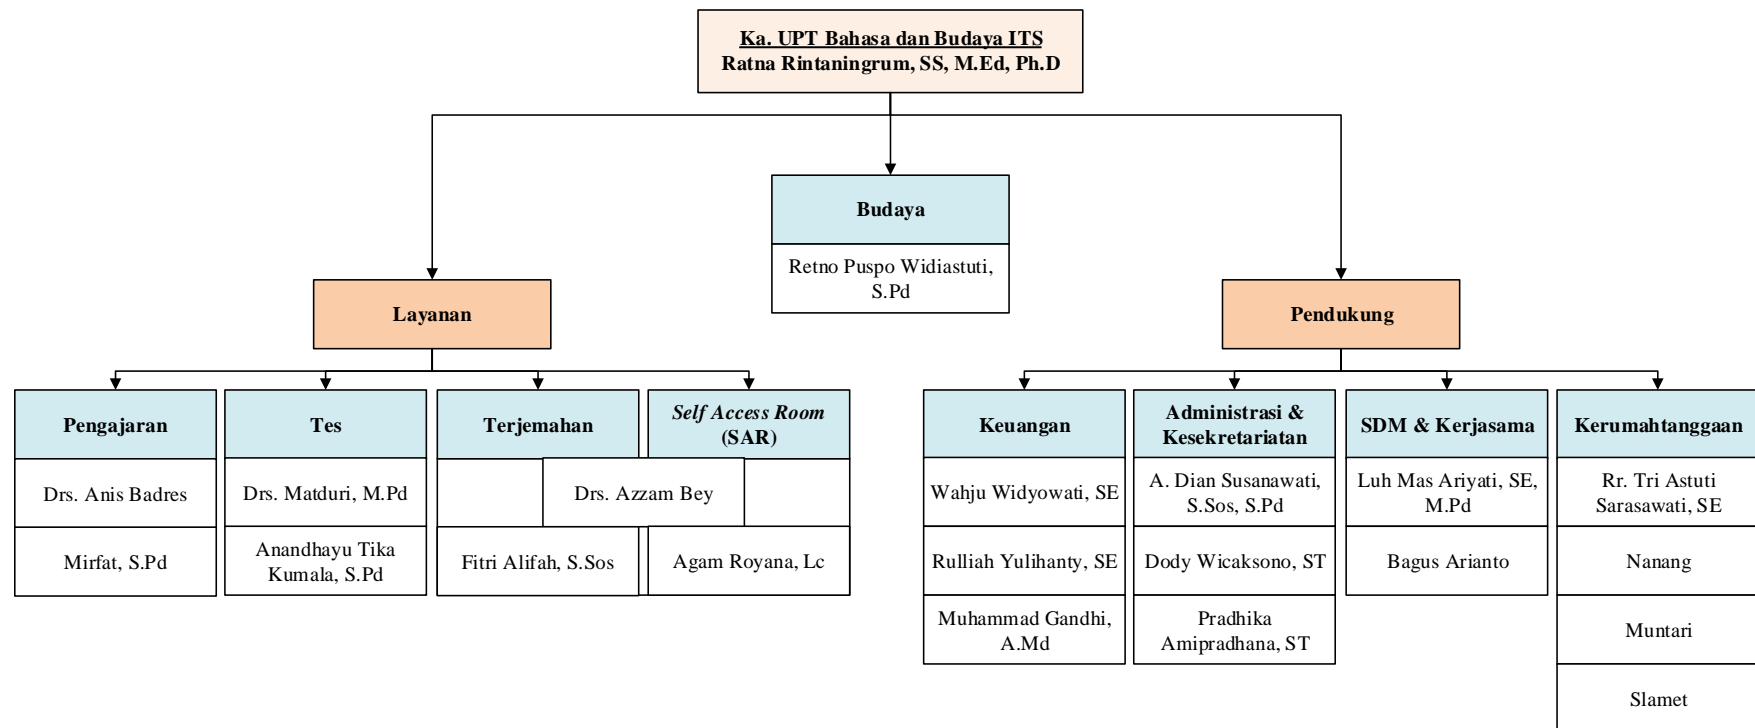 Ka. UPT Bahasa dan Budaya ITS
Ratna Rintaningrum, SS, M.Ed, Ph.D
Budaya
Retno Puspo Widiastuti,
S.Pd
Layanan
Pendukung
Pengajaran
Drs. Anis Badres
Mirfat, S.Pd
Tes
Drs. Matduri, M.Pd
Anandhayu Tika
Kumala, S.Pd
Terjemahan
Self Access Room
(SAR)
Drs. Azzam Bey
Fitri Alifah, S.Sos
Agam Royana, Lc
Keuangan
Wahju Widyowati, SE
Rulliah Yulihanty, SE
Muhammad Gandhi,
A.Md
Administrasi &
Kesekretariatan
A. Dian Susanawati,
S.Sos, S.Pd
Dody Wicaksono, ST
Pradhika
Amipradhana, ST
SDM & Kerjasama
Luh Mas Ariyati, SE,
M.Pd
Bagus Arianto
Kerumahtanggaan
Rr. Tri Astuti
Sarasawati, SE
Nanang
Muntari
Slamet